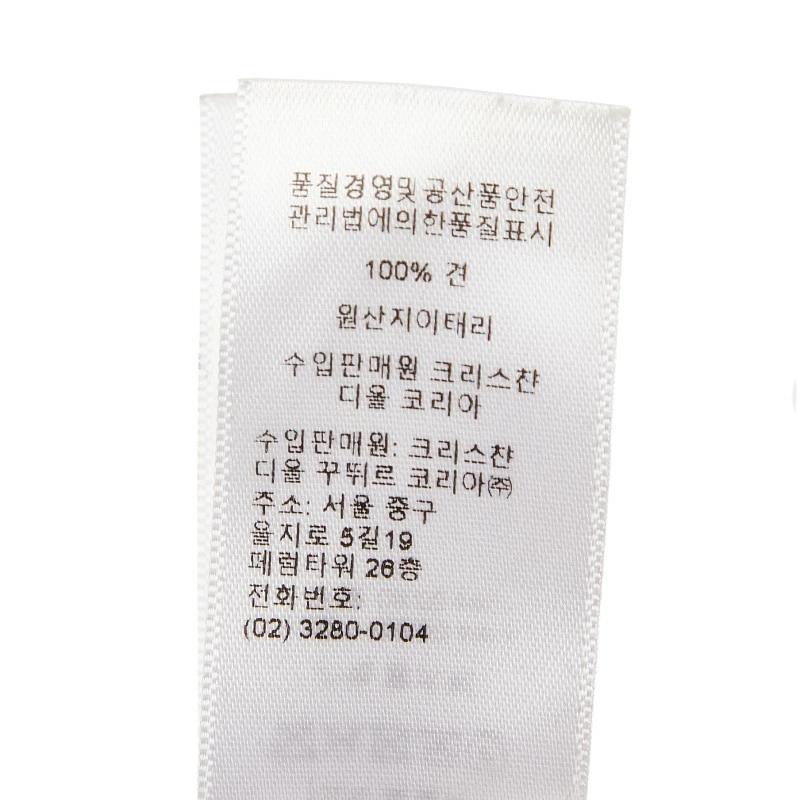 품질경영및공산품안전
관리법에의한품질표시
100% 견
원산지이태리
수입판매원 크리스챤
디올 코리아
수입판매원: 크리스챤
디올 꾸뛰르 코리아㈜
주소: 서울 중구
을지로 5길19
페럼타워 26층
전화번호:
(02) 3280-0104